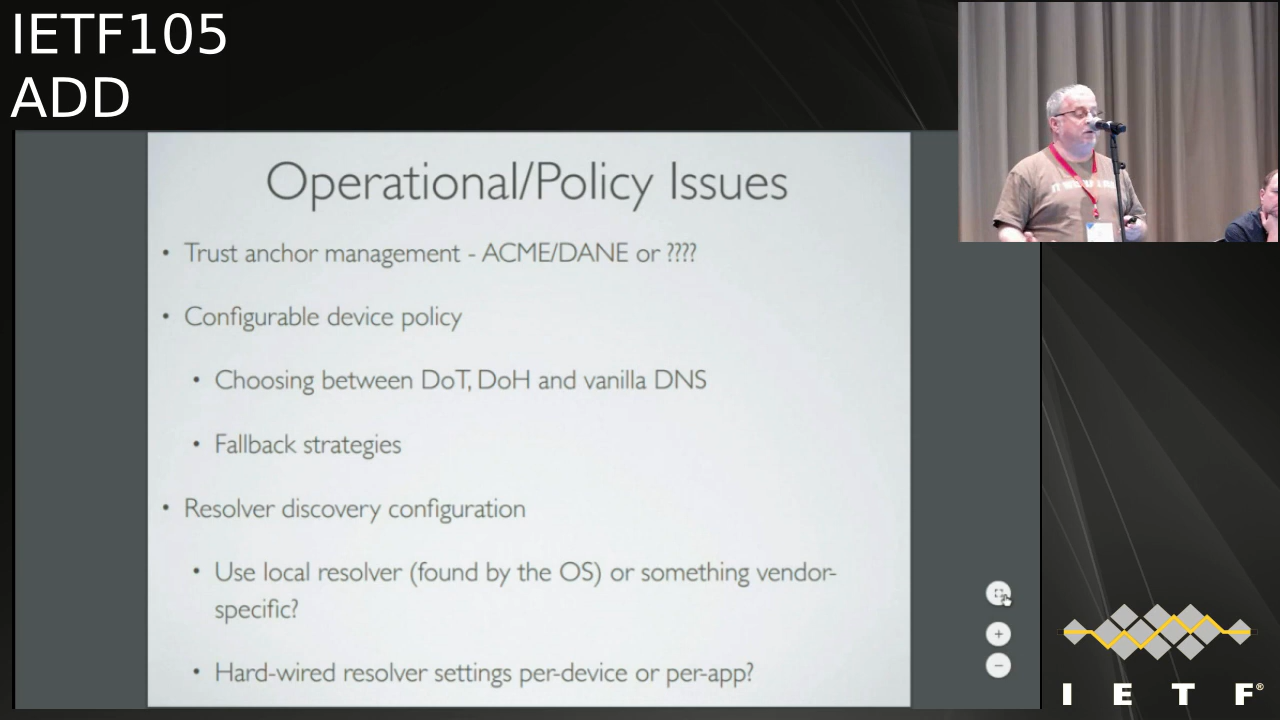 IETF105
ADD
Operational/Policy Issues
• Trust anchor management - ACME/DANE or ????
• Configurable device policy
• Choosing between DoT, DoH and vanilla DNS
• Fallback strategies
• Resolver discovery configuration
• Use local resolver (found by the OS) or something vendor-
specific?
• Hard-wired resolver settings per-device or per-app?
I E T F®